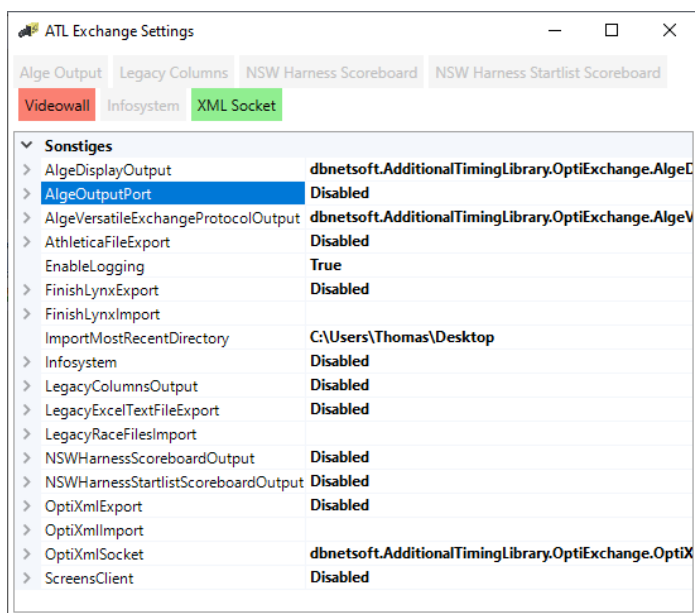 ATL Exchange Settings
Alge Output Legacy Columns NSW Harness Scoreboard NSW Harness Startlist Scoreboard
Videowall Infosystem XML Socket
Sonstiges
AlgeDisplayOutput dbnetsoft.AdditionalTimingLibrary.OptiExchange.AlgeD
AlgeOutputPort Disabled
AlgeVersatileExchangeProtocolOutput dbnetsoft.AdditionalTimingLibrary.OptiExchange.AlgeV
AthleticaFileExport Disabled
EnableLogging True
FinishLynxExport Disabled
FinishLynxImport
ImportMostRecentDirectory C:\Users\Thomas\Desktop
Infosystem Disabled
LegacyColumnsOutput Disabled
LegacyExcelTextFileExport Disabled
LegacyRaceFilesImport
NSWHarnessScoreboardOutput Disabled
NSWHarnessStartlistScoreboardOutput Disabled
OptiXmlExport Disabled
OptiXmlImport
OptiXmlSocket dbnetsoft.AdditionalTimingLibrary.OptiExchange.OptiX
ScreensClient Disabled